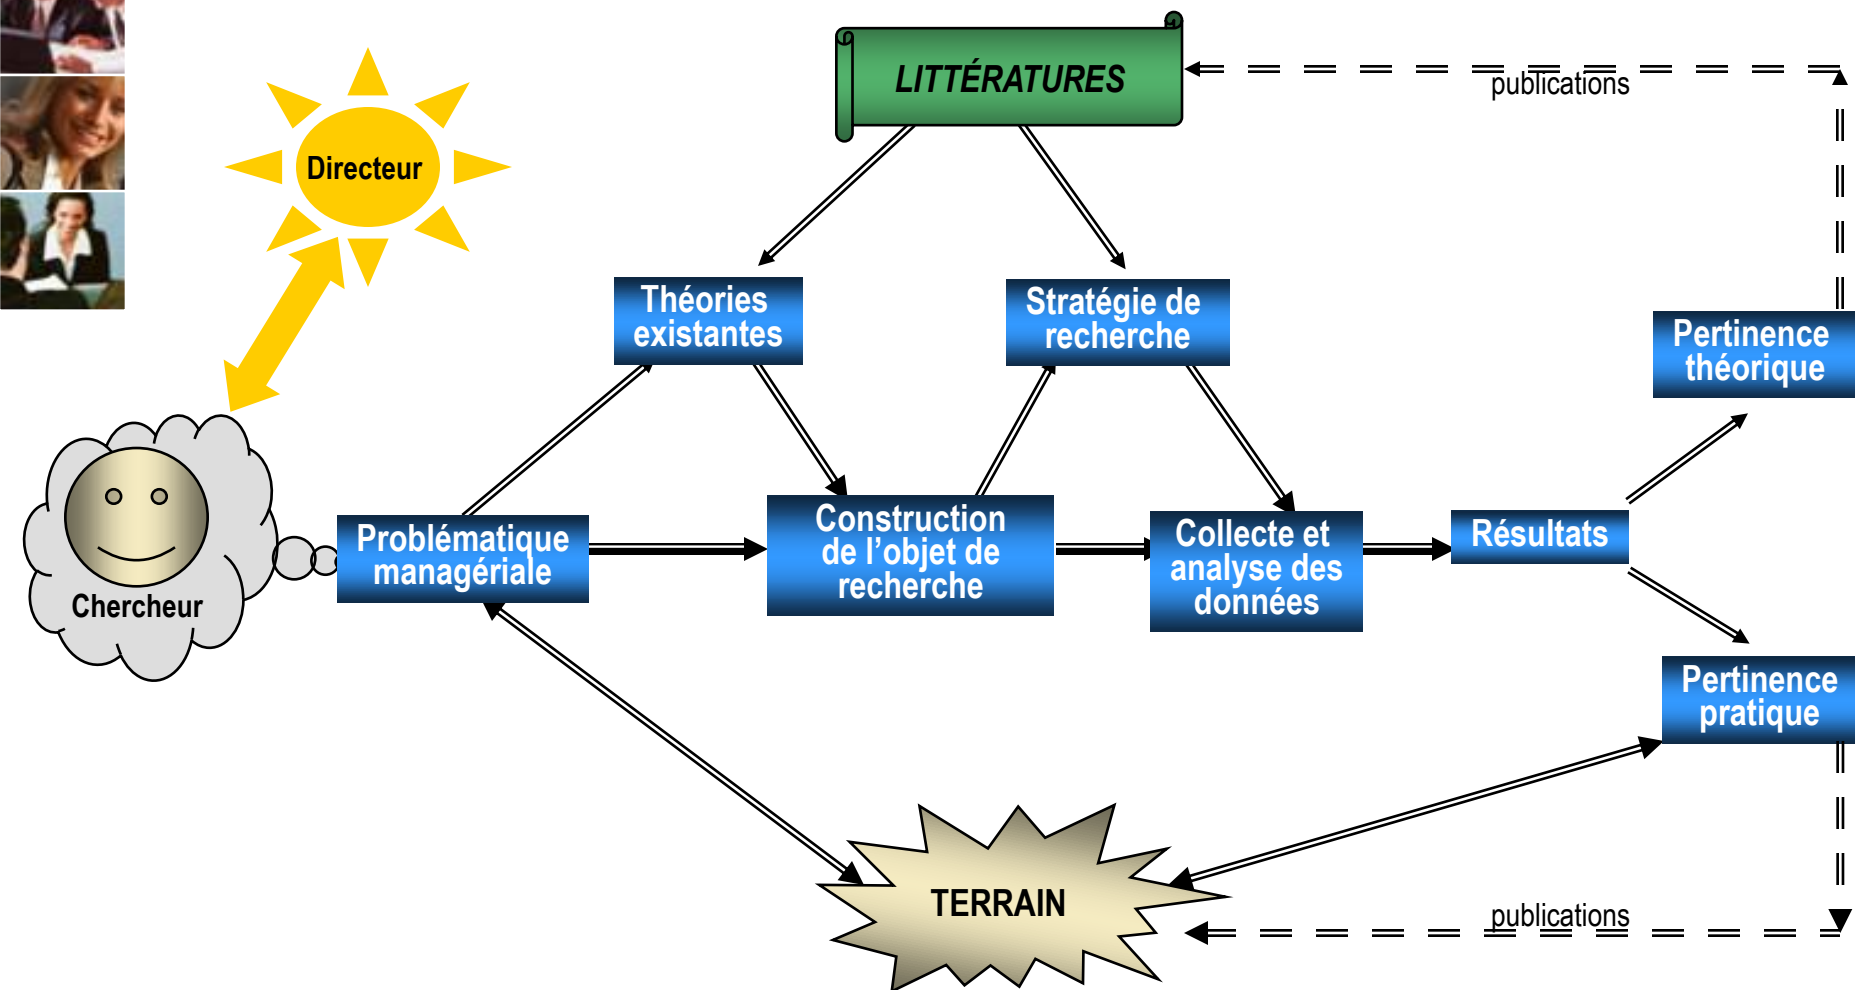 LITTÉRATURES
publications
Directeur
Théories
existantes
Stratégie de
recherche
Pertinence
théorique
Chercheur
Problématique
managériale
Construction
de l’objet de
recherche
Collecte et
analyse des
données
Résultats
Pertinence
pratique
TERRAIN
publications